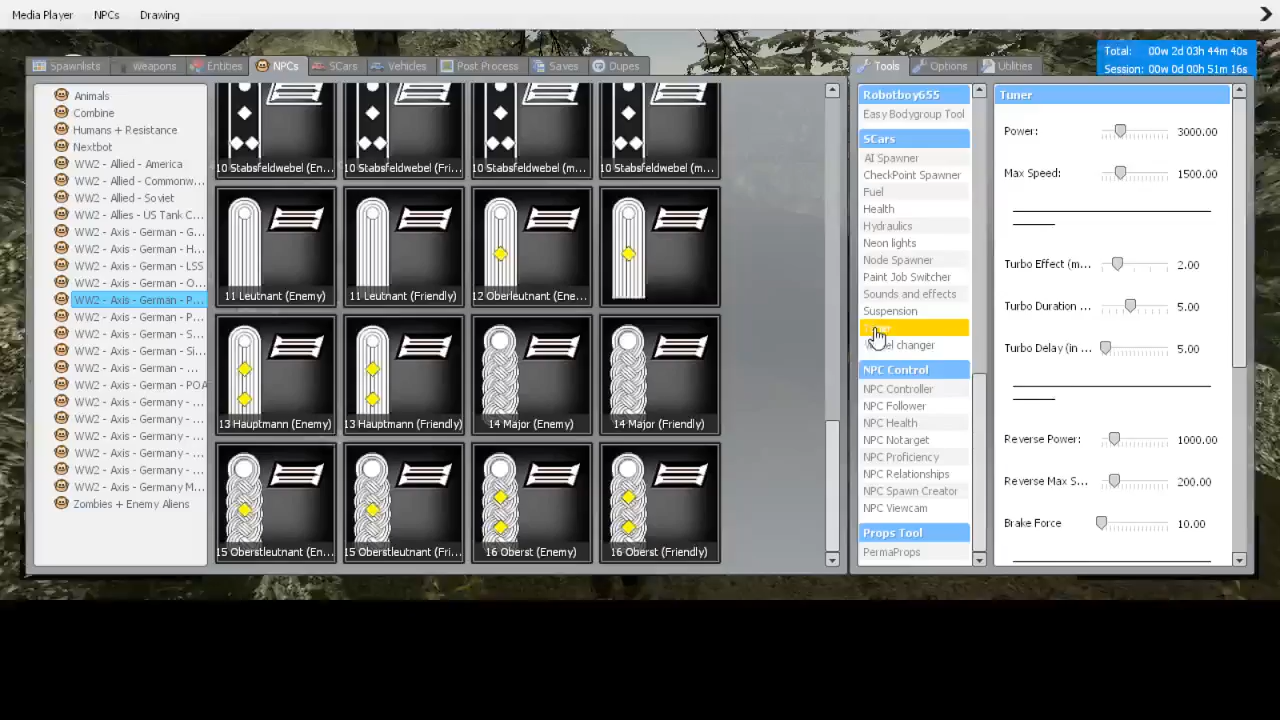 Media Player NPCs Drawing
Total: 00w 2d 03h 44m 40s
Session: 00w 0d 00h 51m 16s
Spawnlists Weapons Entities NPCs SCars Vehicles Post Process Saves Dupes
Tools Options Utilities
Animals
Combine
Humans + Resistance
Nextbot
WW2 - Allied - America
WW2 - Allied - Commonw...
WW2 - Allied - Soviet
WW2 - Allies - US Tank C...
WW2 - Axis - German - G...
WW2 - Axis - German - H...
WW2 - Axis - German - LSS
WW2 - Axis - German - O...
WW2 - Axis - German - P...
WW2 - Axis - German - P...
WW2 - Axis - German - S...
WW2 - Axis - German - Si...
WW2 - Axis - German - ...
WW2 - Axis - German - POA
WW2 - Axis - Germany - ...
WW2 - Axis - Germany - ...
WW2 - Axis - Germany - ...
WW2 - Axis - Germany - ...
WW2 - Axis - Germany - ...
WW2 - Axis - Germany M...
Zombies + Enemy Aliens
10 Stabsfeldwebel (En... 10 Stabsfeldwebel (Fri... 10 Stabsfeldwebel (m... 10 Stabsfeldwebel (m...
11 Leutnant (Enemy) 11 Leutnant (Friendly) 12 Oberleutnant (Ene...
13 Hauptmann (Enemy) 13 Hauptmann (Friendly) 14 Major (Enemy) 14 Major (Friendly)
15 Oberstleutnant (En... 15 Oberstleutnant (Fri... 16 Oberst (Enemy) 16 Oberst (Friendly)
Robotboy655
Easy Bodygroup Tool
SCars
AI Spawner
CheckPoint Spawner
Fuel
Health
Hydraulics
Neon lights
Node Spawner
Paint Job Switcher
Sounds and effects
Suspension
NPC Control
changer
NPC Controller
NPC Follower
NPC Health
NPC Notarget
NPC Proficiency
NPC Relationships
NPC Spawn Creator
NPC Viewcam
Props Tool
PermaProps
Tuner
Power: 3000.00
Max Speed: 1500.00
Turbo Effect (m... 2.00
Turbo Duration ... 5.00
Turbo Delay (in ... 5.00
Reverse Power: 1000.00
Reverse Max S... 200.00
Brake Force 10.00